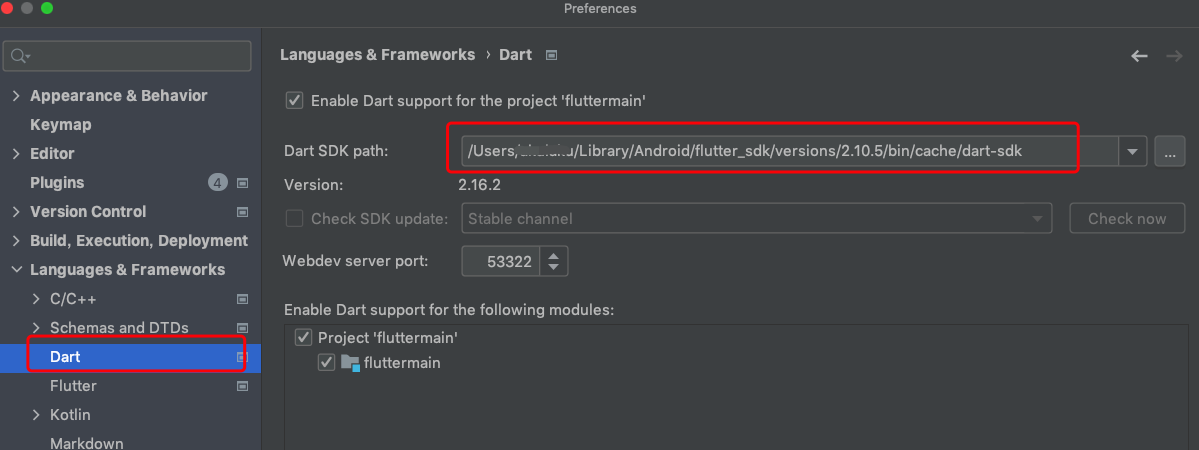 Preferences
Languages & Frameworks › Dart
Appearance & Behavior
Keymap
Editor
Plugins 4
Version Control
Build, Execution, Deployment
Languages & Frameworks
C/C++
Schemas and DTDs
Dart
Flutter
Kotlin
Markdown
Enable Dart support for the project 'fluttermain'
Dart SDK path: /Users/ /Library/Android/flutter_sdk/versions/2.10.5/bin/cache/dart-sdk ...
Version: 2.16.2
Check SDK update: Stable channel Check now
Webdev server port: 53322
Enable Dart support for the following modules:
Project 'fluttermain'
fluttermain